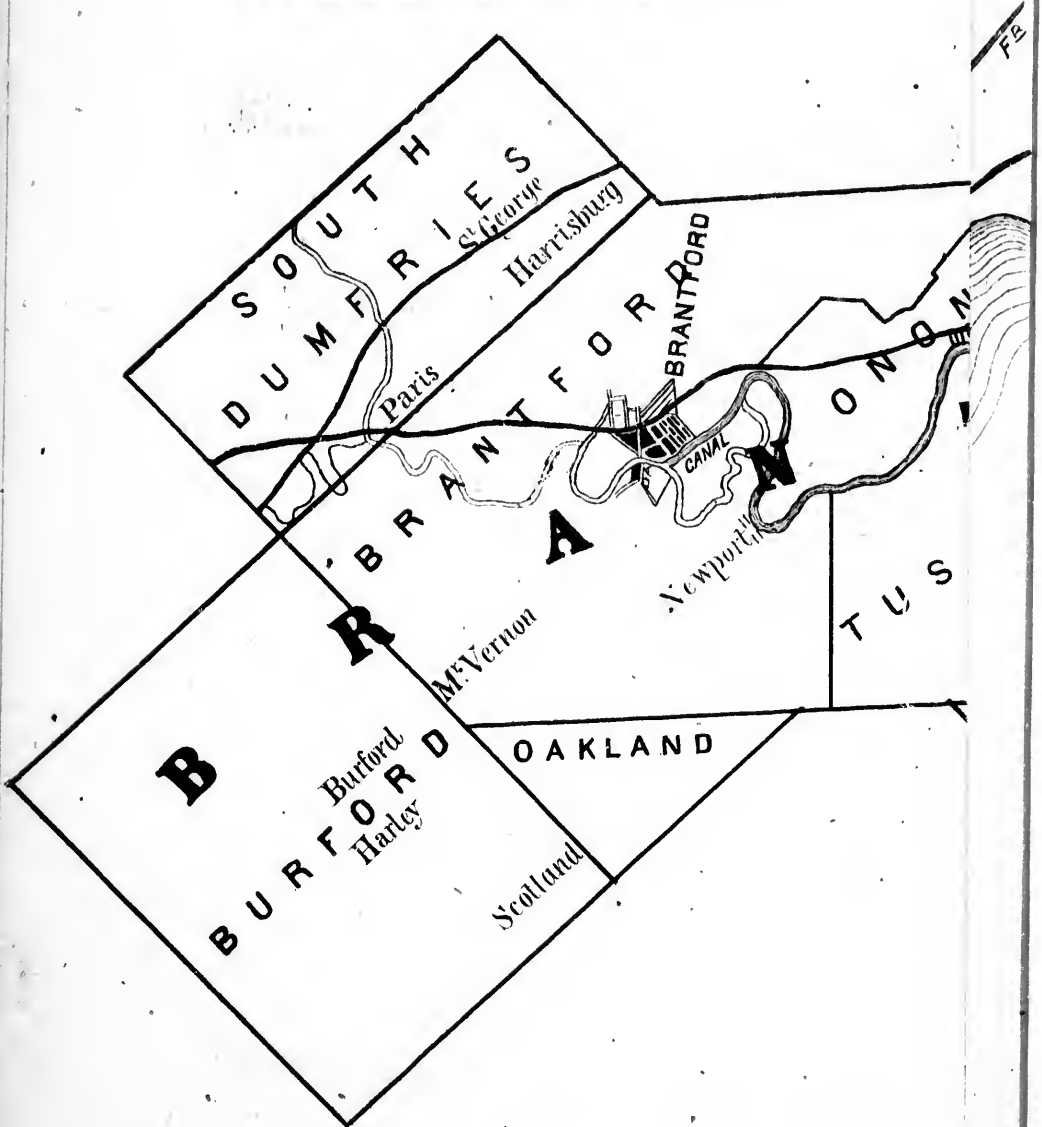 SOUTH
DUMFRIES
St George
Harrisburg
Paris
BRANTFORD
BRANTFORD
CANAL
ONON
BRAN
Newport
TUS
Mt Vernon
OAKLAND
Burford
BURFORD
Harley
Scotland